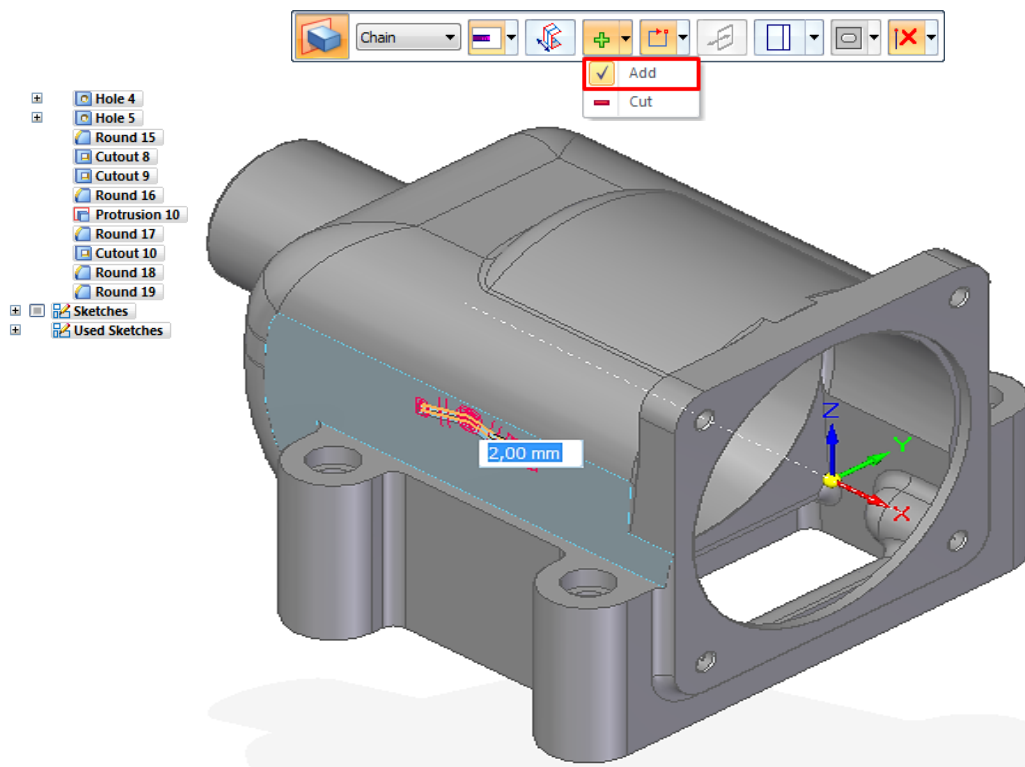 Chain
Add
Cut
Hole 4
Hole 5
Round 15
Cutout 8
Cutout 9
Round 16
Protrusion 10
Round 17
Cutout 10
Round 18
Round 19
Sketches
Used Sketches
2,00 mm
Z
Y
X